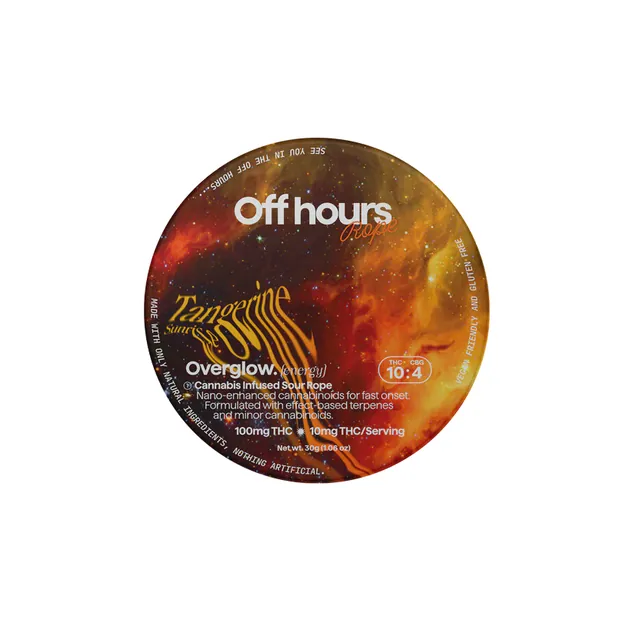 SEE YOU IN THE OFF HOURS...
Off hours
Rope
Tangerine
Sunrise
Overglow. (energy)
Cannabis Infused Sour Rope
Nano-enhanced cannabinoids for fast onset.
Formulated with effect-based terpenes
and minor cannabinoids.
100mg THC 10mg THC/Serving
Net.wt. 30g (1.06 oz)
THC CBG
10:4
VEGAN FRIENDLY AND GLUTEN FREE
MADE WITH ONLY NATURAL INGREDIENTS, NOTHING ARTIFICIAL.